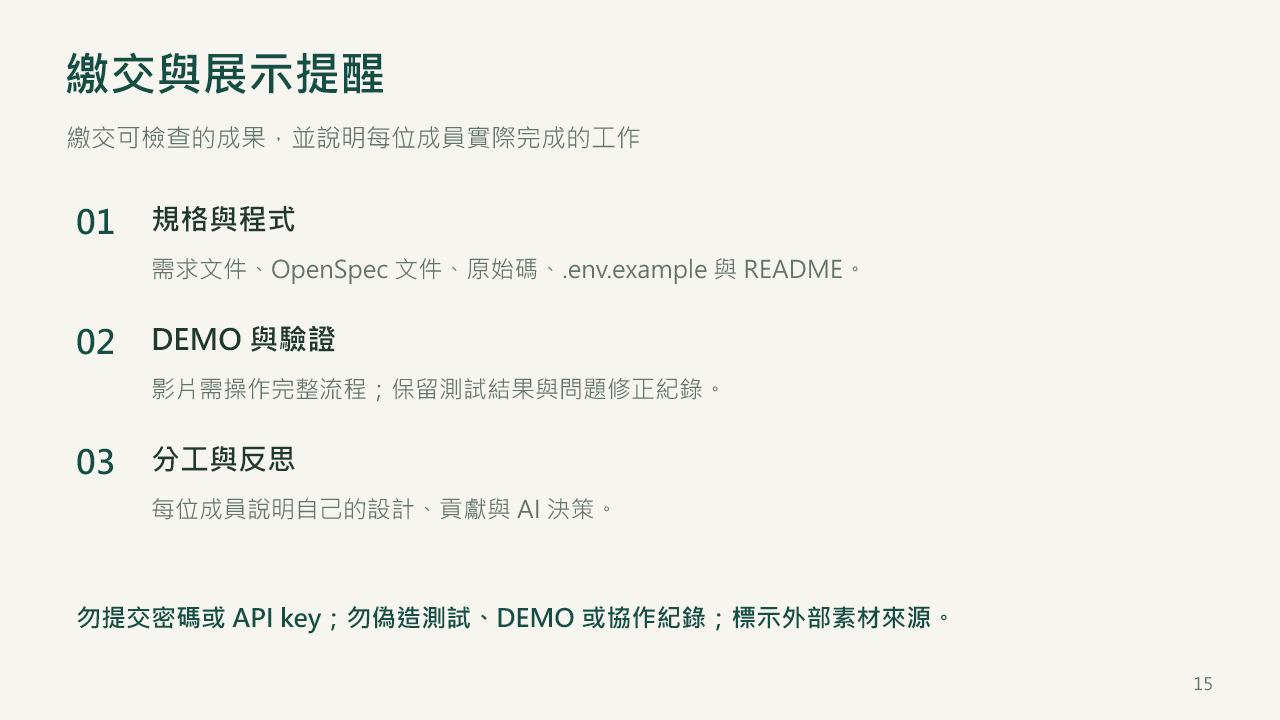 繳交與展示提醒
繳交可檢查的成果，並說明每位成員實際完成的工作
01
規格與程式
需求文件、OpenSpec 文件、原始碼、.env.example 與 README。
02
DEMO 與驗證
影片需操作完整流程；保留測試結果與問題修正紀錄。
03
分工與反思
每位成員說明自己的設計、貢獻與 AI 決策。
勿提交密碼或 API key；勿偽造測試、DEMO 或協作紀錄；標示外部素材來源。
15